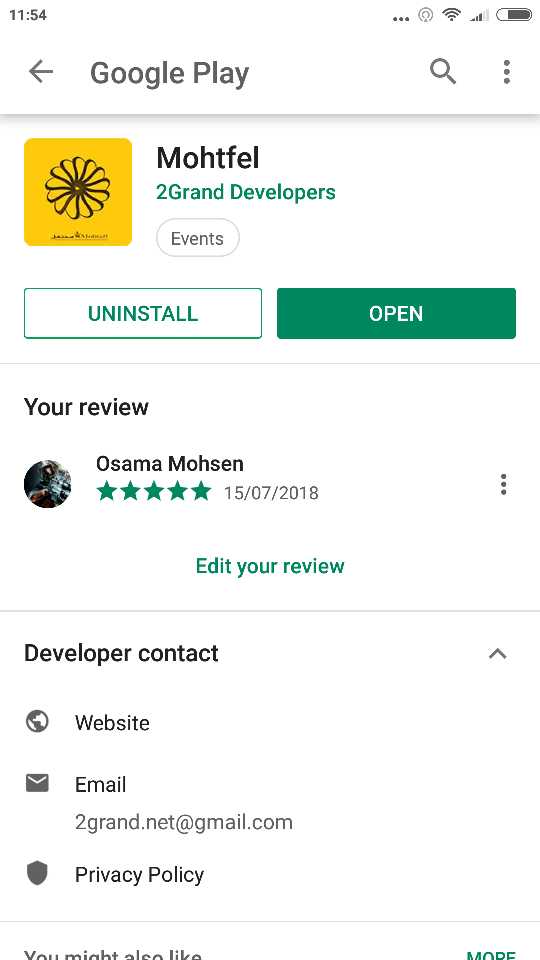 11:54
Google Play
Mohtfel
2Grand Developers
Events
UNINSTALL
OPEN
Your review
Osama Mohsen
15/07/2018
Edit your review
Developer contact
Website
Email
2grand.net@gmail.com
Privacy Policy
You might also like
MORE